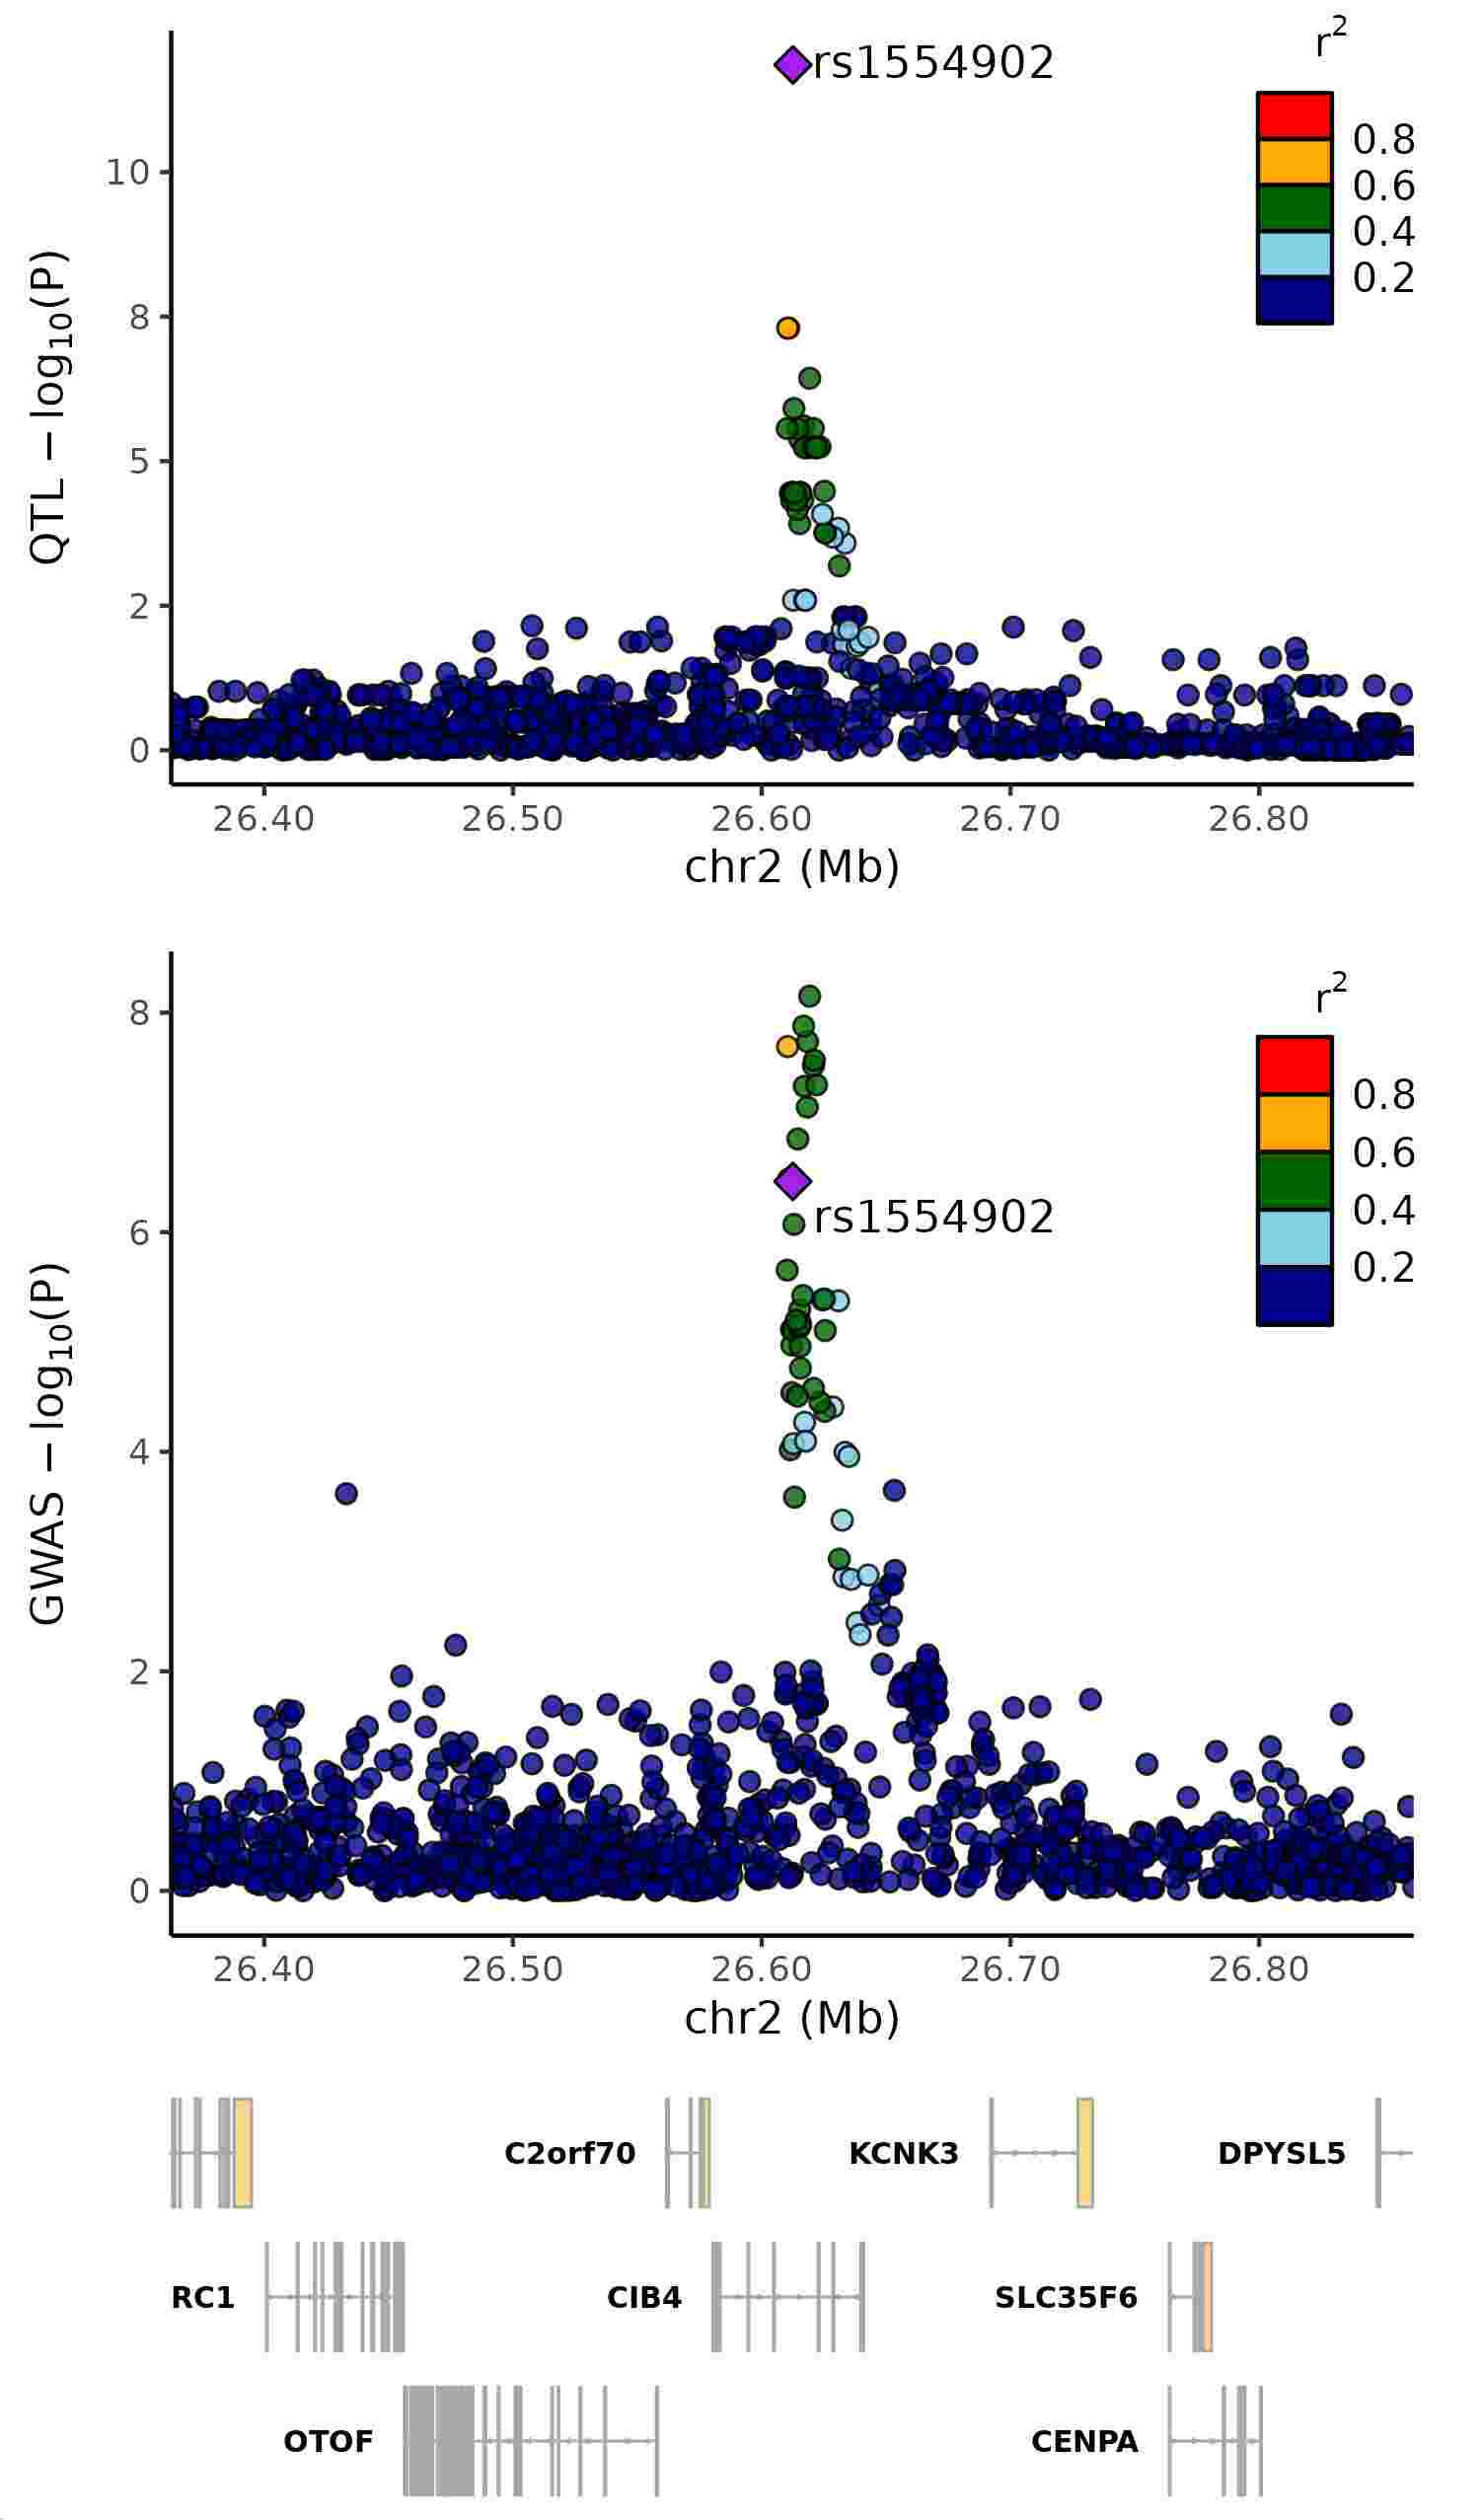 r2
rs1554902
0.8
0.6
0.4
0.2
10
8
5
2
0
QTL − log10(P)
26.40 26.50 26.60 26.70 26.80
chr2 (Mb)
r2
0.8
0.6
0.4
0.2
rs1554902
8
6
4
2
0
GWAS − log10(P)
26.40 26.50 26.60 26.70 26.80
chr2 (Mb)
C2orf70 KCNK3 DPYSL5
RC1 CIB4 SLC35F6
OTOF CENPA